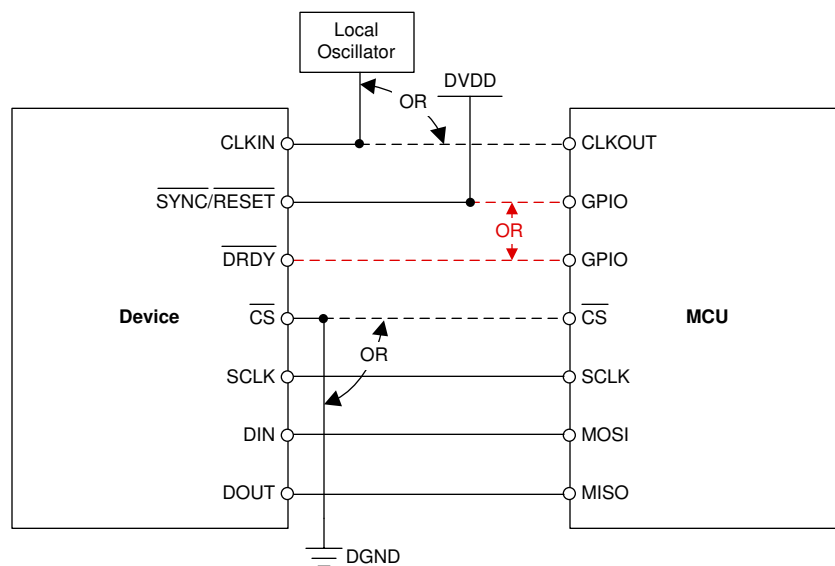 Local
Oscillator
OR
DVDD
CLKIN
CLKOUT
SYNC/RESET
GPIO
OR
DRDY
GPIO
Device
CS
CS
MCU
OR
SCLK
SCLK
DIN
MOSI
DOUT
MISO
DGND